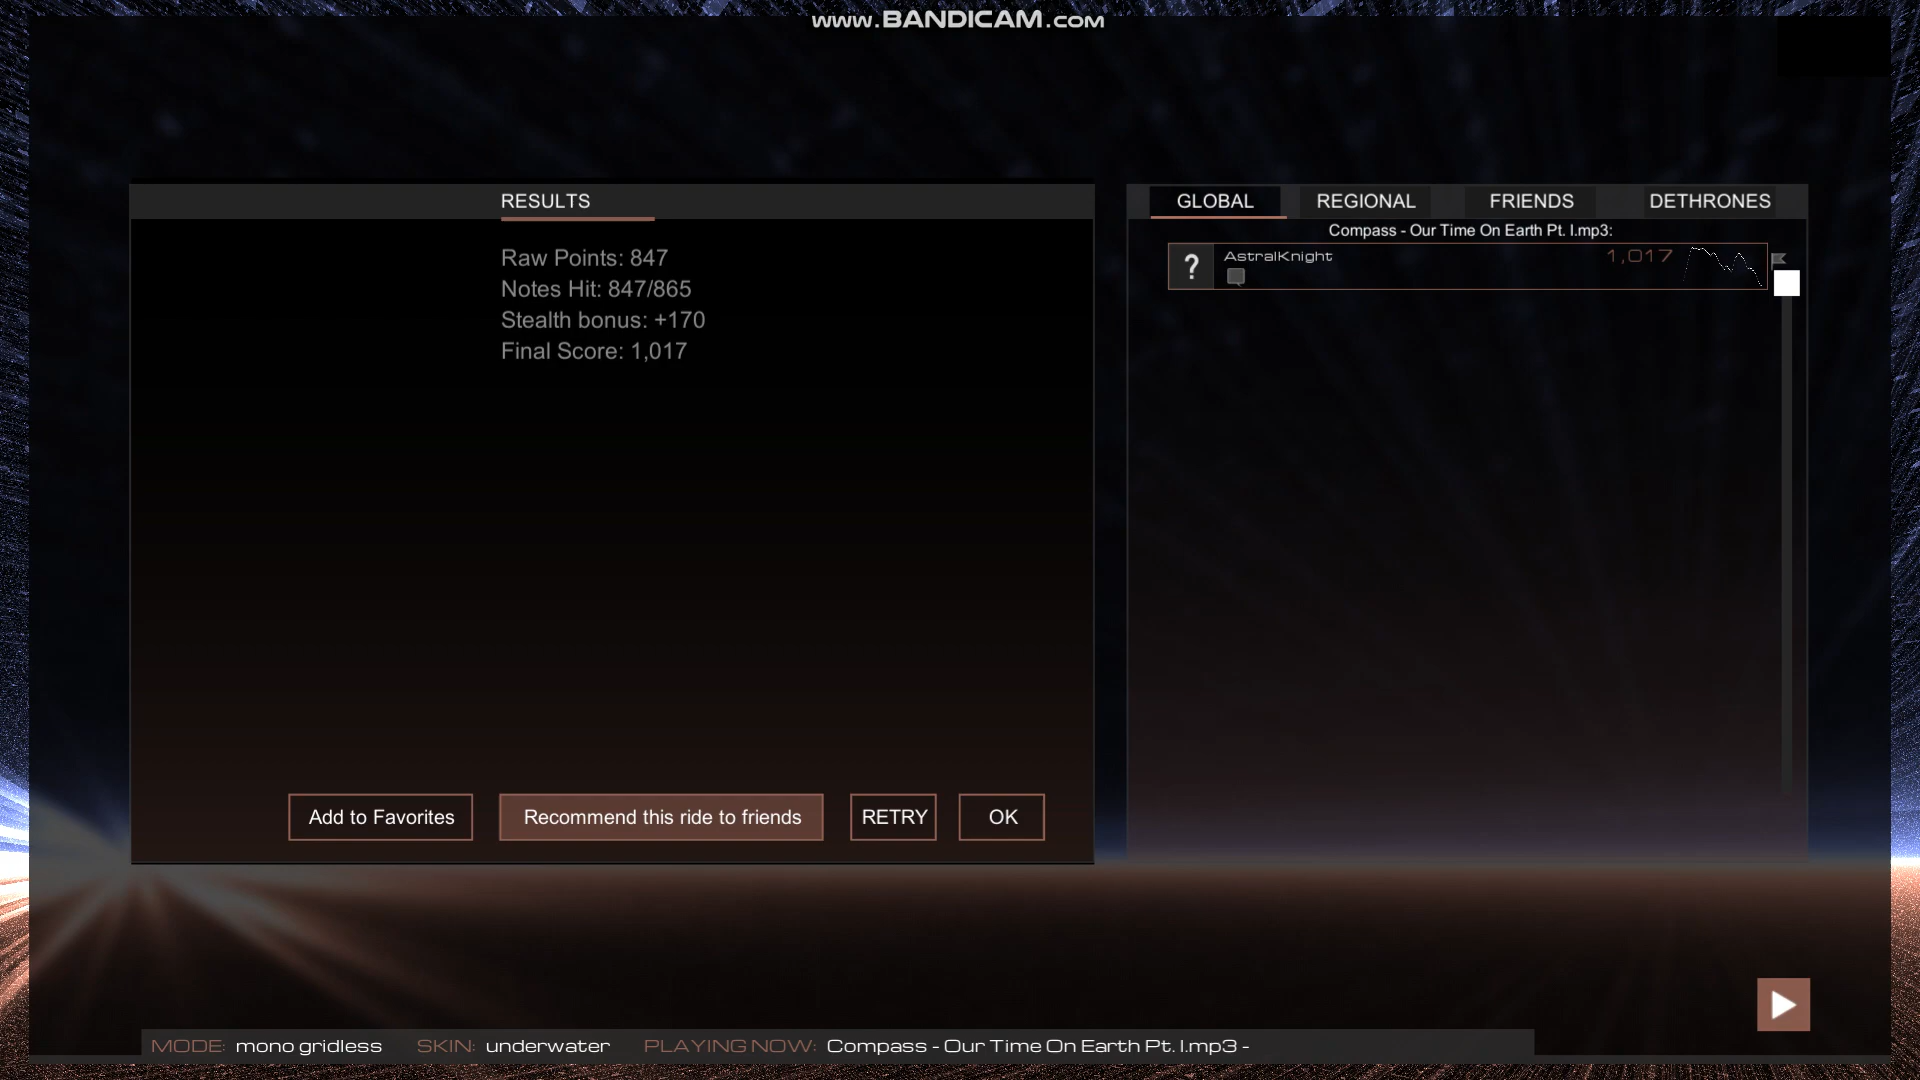 www.BANDICAM.com
RESULTS
Raw Points: 847
Notes Hit: 847/865
Stealth bonus: +170
Final Score: 1,017
Add to Favorites
Recommend this ride to friends
RETRY
OK
GLOBAL
REGIONAL
FRIENDS
DETHRONES
Compass - Our Time On Earth Pt. I.mp3:
?
AstralKnight
1,017
MODE: mono gridless SKIN: underwater PLAYING NOW: Compass - Our Time On Earth Pt. I.mp3 -